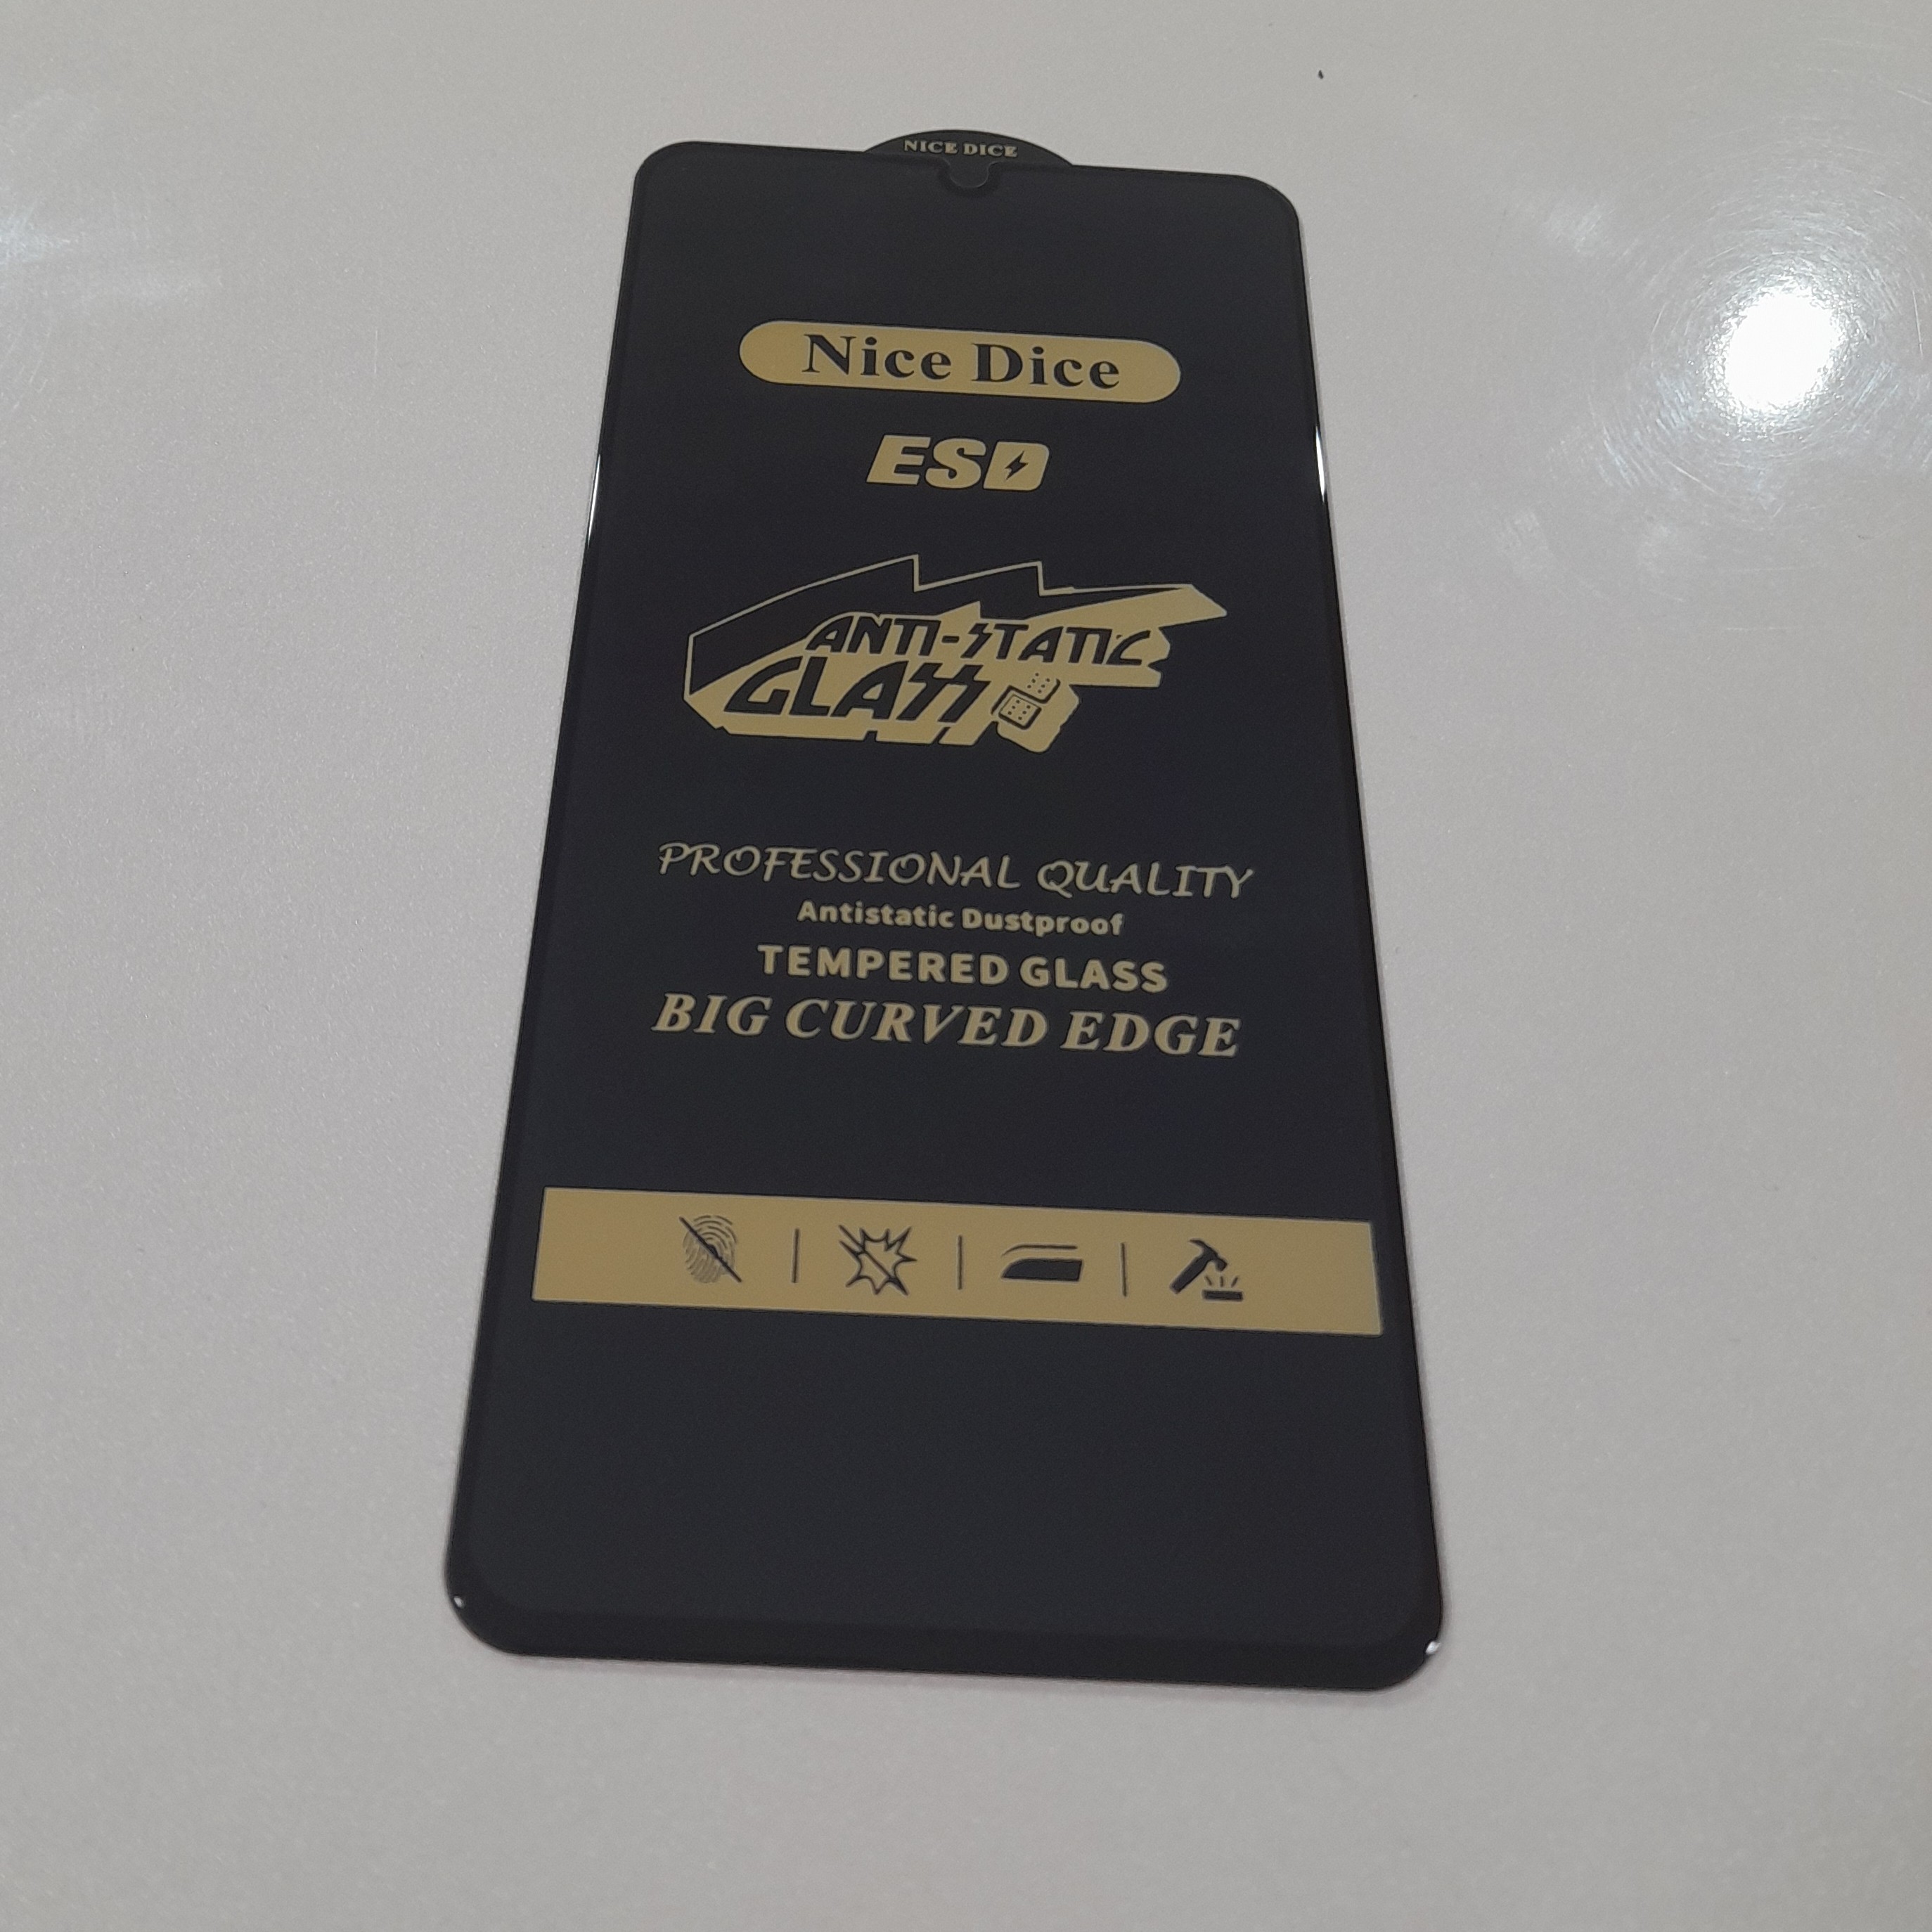 NICE DICE
Nice Dice
ESD
ANTI-STATIC
GLASS
PROFESSIONAL QUALITY
Antistatic Dustproof
TEMPERED GLASS
BIG CURVED EDGE